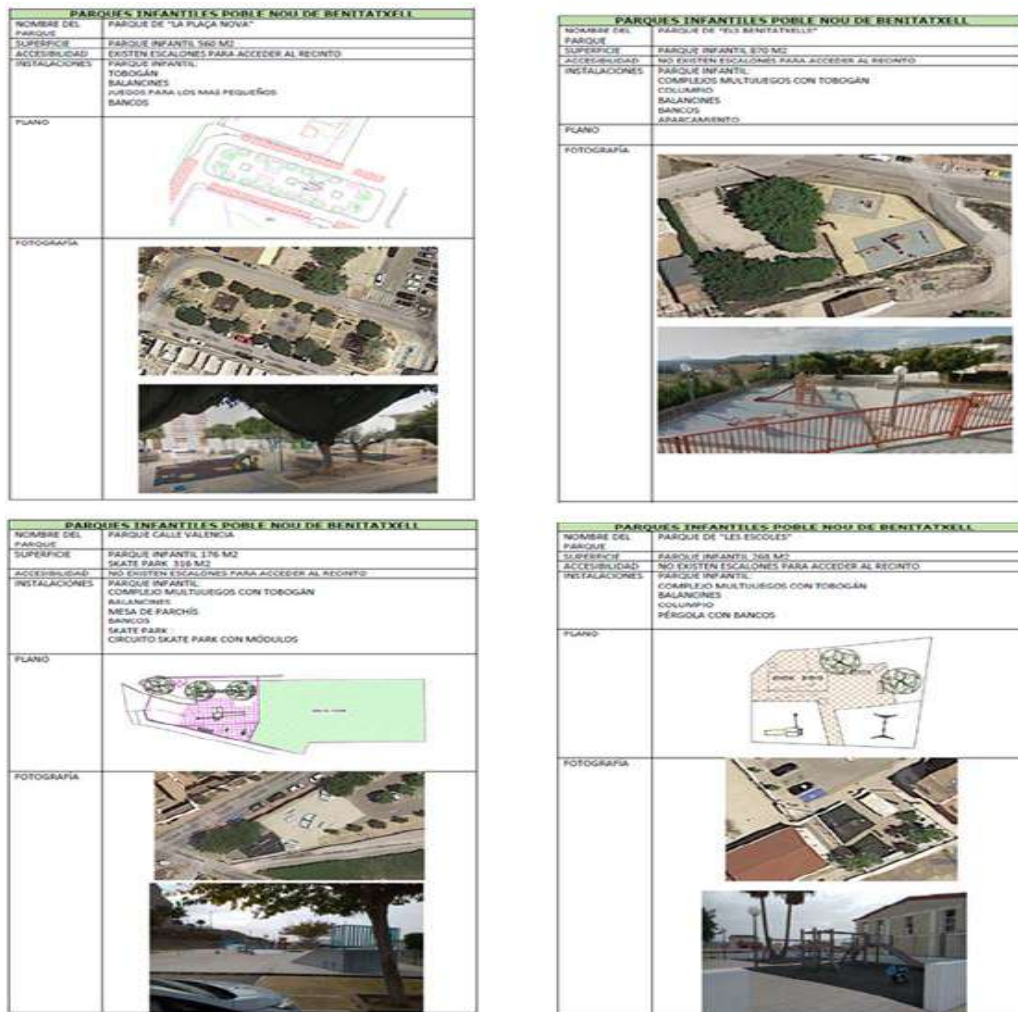 PARQUES INFANTILES POBLE NOU DE BENITATXELL
NOMBRE DEL PARQUE
PARQUE DE "LA PLAÇA NOVA"
SUPERFICIE
PARQUE INFANTIL 560 M2
ACCESIBILIDAD
EXISTEN ESCALONES PARA ACCEDER AL RECINTO
INSTALACIONES
PARQUE INFANTIL:
TOBOGÁN
BALANCINES
JUEGOS PARA LOS MAS PEQUEÑOS
BANCOS
PLANO
FOTOGRAFÍA
PARQUES INFANTILES POBLE NOU DE BENITATXELL
NOMBRE DEL PARQUE
PARQUE DE "ELS BENITATXELLS"
SUPERFICIE
PARQUE INFANTIL 870 M2
ACCESIBILIDAD
NO EXISTEN ESCALONES PARA ACCEDER AL RECINTO
INSTALACIONES
PARQUE INFANTIL:
COMPLEJOS MULTIJUEGOS CON TOBOGÁN
COLUMPIO
BALANCINES
BANCOS
APARCAMIENTO
PLANO
FOTOGRAFÍA
PARQUES INFANTILES POBLE NOU DE BENITATXELL
NOMBRE DEL PARQUE
PARQUE CALLE VALENCIA
SUPERFICIE
PARQUE INFANTIL 176 M2
SKATE PARK 316 M2
ACCESIBILIDAD
NO EXISTEN ESCALONES PARA ACCEDER AL RECINTO
INSTALACIONES
PARQUE INFANTIL:
COMPLEJO MULTIJUEGOS CON TOBOGÁN
BALANCINES
MESA DE PARCHÍS
BANCOS
SKATE PARK :
CIRCUITO SKATE PARK CON MÓDULOS
PLANO
FOTOGRAFÍA
PARQUES INFANTILES POBLE NOU DE BENITATXELL
NOMBRE DEL PARQUE
PARQUE DE "LES ESCOLES"
SUPERFICIE
PARQUE INFANTIL 268 M2
ACCESIBILIDAD
NO EXISTEN ESCALONES PARA ACCEDER AL RECINTO
INSTALACIONES
PARQUE INFANTIL:
COMPLEJO MULTIJUEGOS CON TOBOGÁN
BALANCINES
COLUMPIO
PÉRGOLA CON BANCOS
PLANO
FOTOGRAFIA